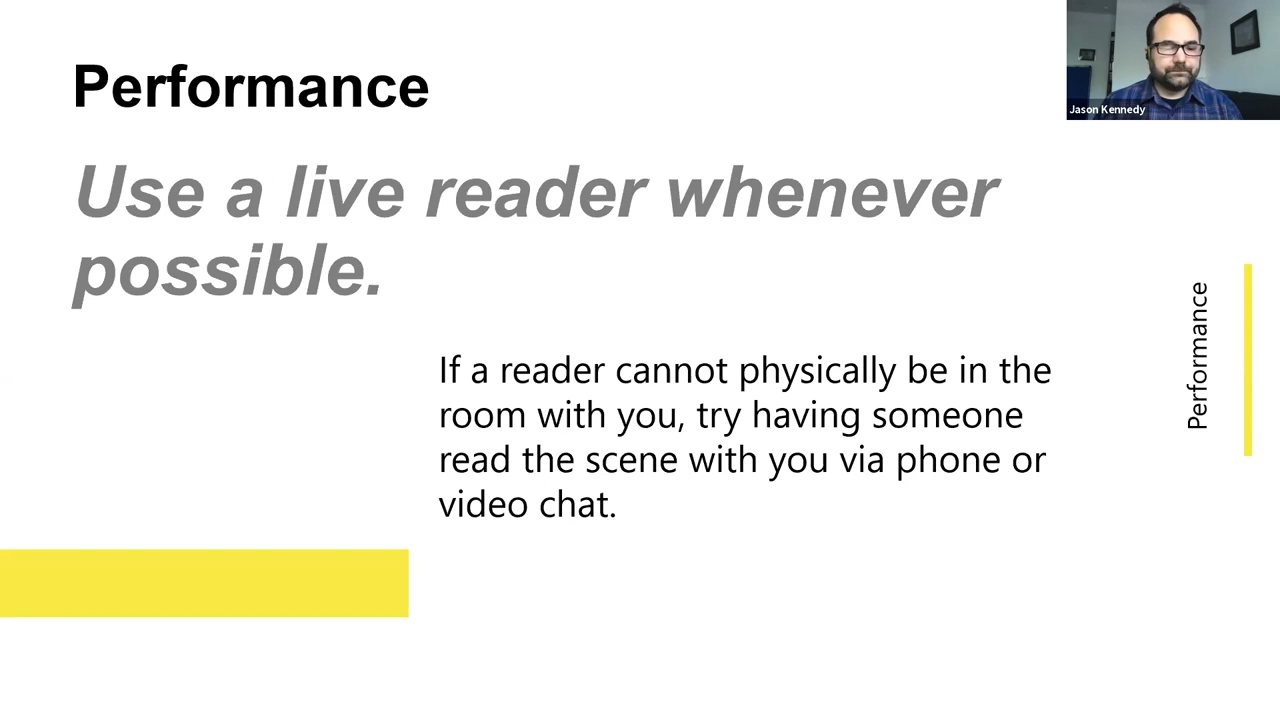 Performance
Jason Kennedy
Use a live reader whenever
possible.
Performance
If a reader cannot physically be in the
room with you, try having someone
read the scene with you via phone or
video chat.